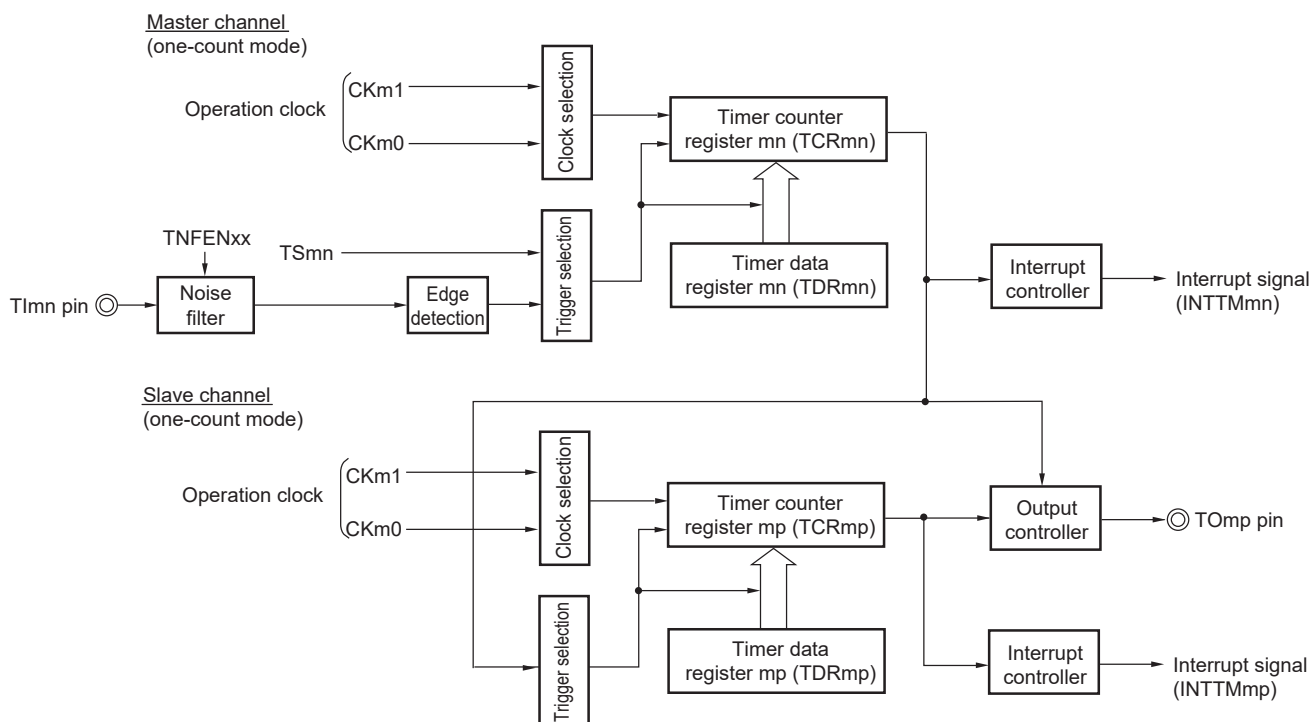 Master channel
(one-count mode)
Operation clock
CKm1
CKm0
Clock selection
Timer counter
register mn (TCRmn)
TNFENxx
TSmn
TImn pin
Noise
filter
Edge
detection
Trigger selection
Timer data
register mn (TDRmn)
Interrupt
controller
Interrupt signal
(INTTMmn)
Slave channel
(one-count mode)
Operation clock
CKm1
CKm0
Clock selection
Timer counter
register mp (TCRmp)
Output
controller
TOmp pin
Trigger selection
Timer data
register mp (TDRmp)
Interrupt
controller
Interrupt signal
(INTTMmp)